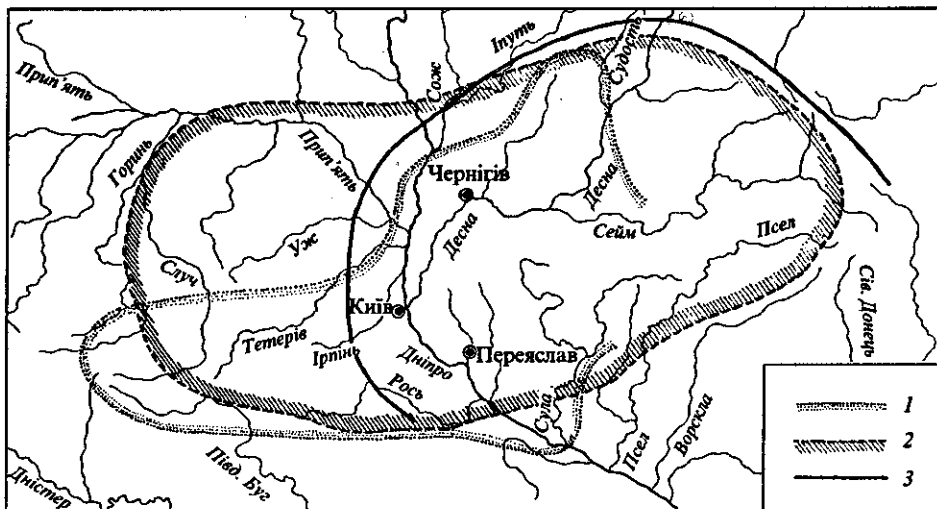 Іпуть
Судость
Сож
Прип'ять
Горинь
Прип'ять
Чернігів
Десна
Десна
Сейм
Псел
Уж
Случ
Сів. Донець
Київ
Тетерів
Ірпінь
Дніпро
Переяслав
Рось
Сула
Псел
Ворскла
Півд. Буг
Дністер
1
2
3